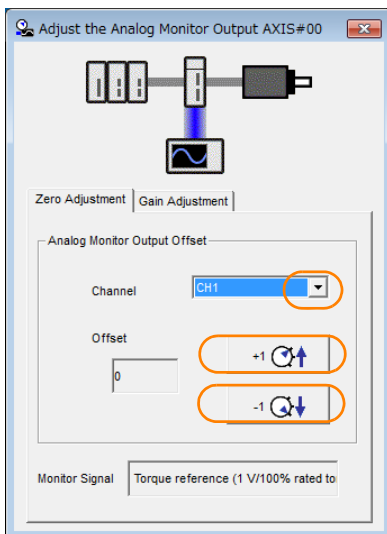 Adjust the Analog Monitor Output AXIS#00
Zero Adjustment
Gain Adjustment
Analog Monitor Output Offset
Channel
CH1
Offset
0
+1
-1
Monitor Signal
Torque reference (1 V/100% rated to